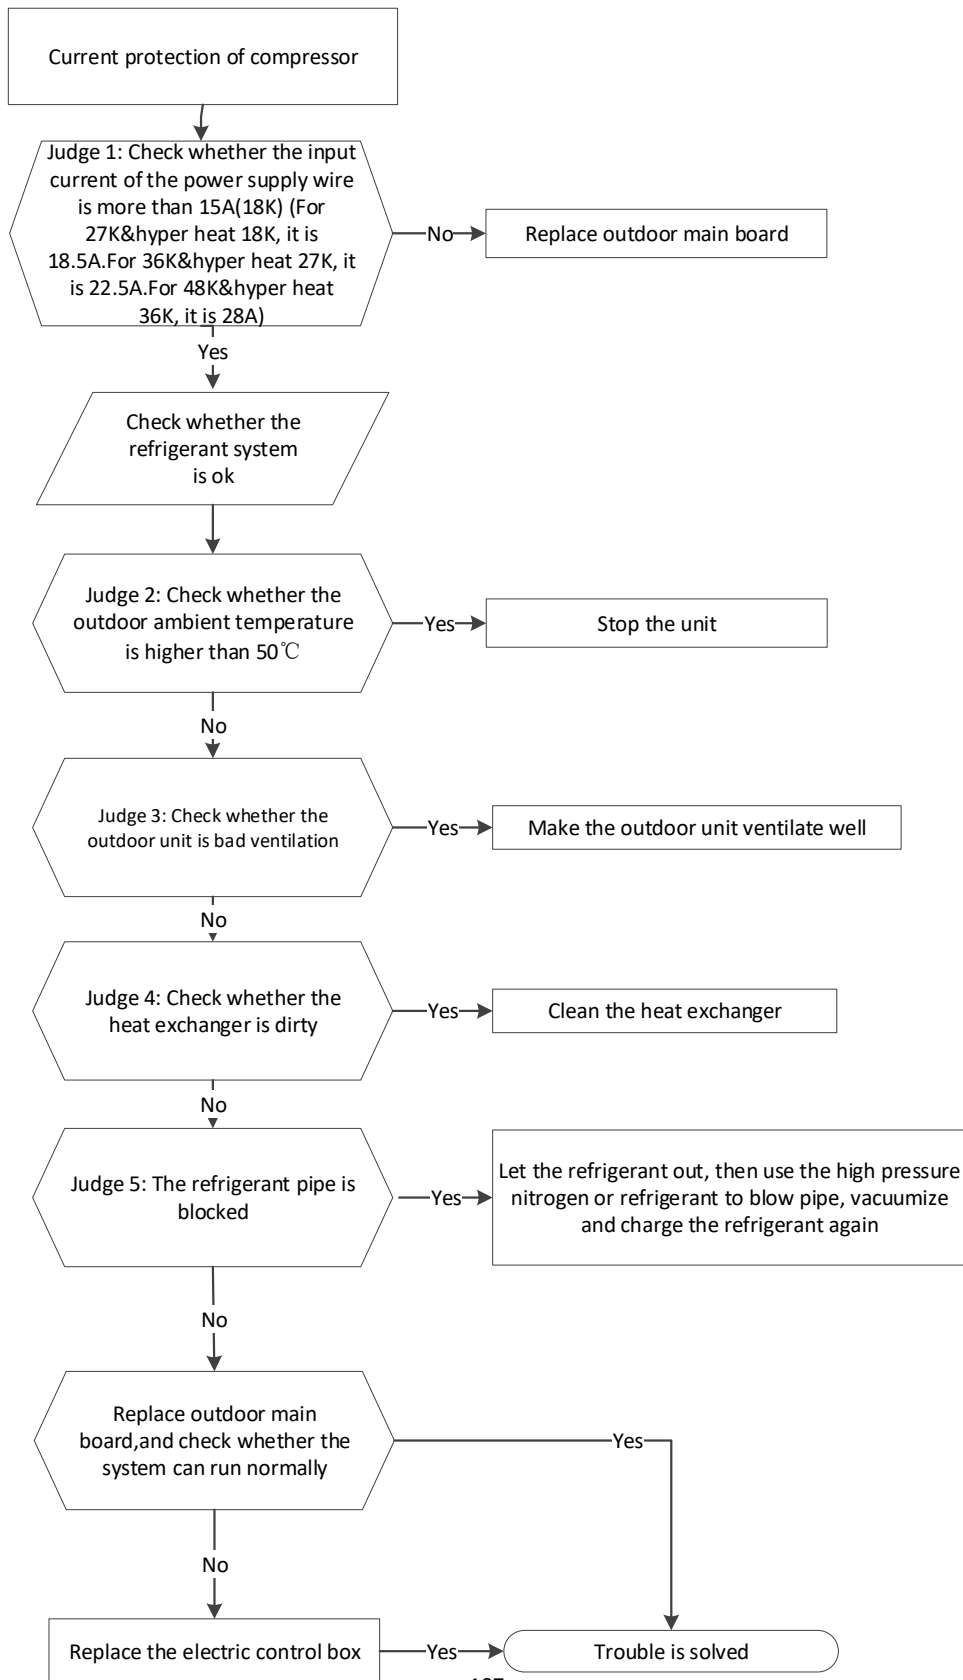 Current protection of compressor
Judge 1: Check whether the input
current of the power supply wire
is more than 15A(18K) (For
27K&hyper heat 18K, it is
18.5A.For 36K&hyper heat 27K, it
is 22.5A.For 48K&hyper heat
36K, it is 28A)
No
Replace outdoor main board
Yes
Check whether the
refrigerant system
is ok
Judge 2: Check whether the
outdoor ambient temperature
is higher than 50℃
Yes
Stop the unit
No
Judge 3: Check whether the
outdoor unit is bad ventilation
Yes
Make the outdoor unit ventilate well
No
Judge 4: Check whether the
heat exchanger is dirty
Yes
Clean the heat exchanger
No
Judge 5: The refrigerant pipe is
blocked
Yes
Let the refrigerant out, then use the high pressure
nitrogen or refrigerant to blow pipe, vacuumize
and charge the refrigerant again
No
Replace outdoor main
board,and check whether the
system can run normally
Yes
No
Replace the electric control box
Yes
Trouble is solved